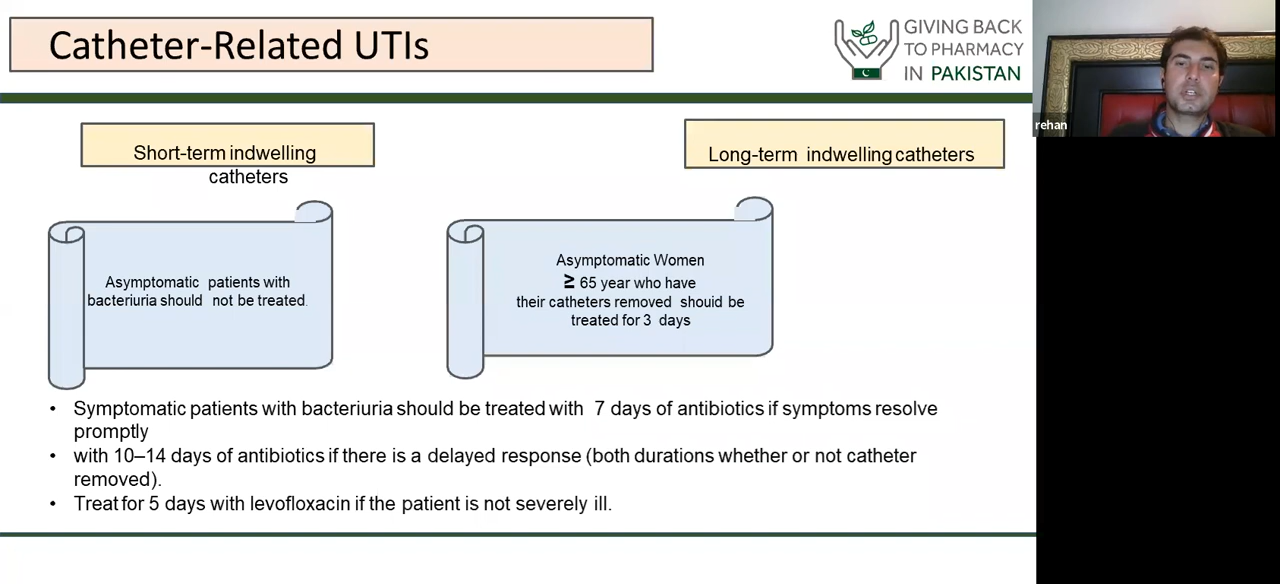 Catheter-Related UTIs
GIVING BACK
TO PHARMACY
IN PAKISTAN
rehan
Short-term indwelling
catheters
Long-term indwelling catheters
Asymptomatic patients with
bacteriuria should not be treated.
Asymptomatic Women
≥ 65 year who have
their catheters removed shouid be
treated for 3 days
• Symptomatic patients with bacteriuria should be treated with 7 days of antibiotics if symptoms resolve
promptly
• with 10–14 days of antibiotics if there is a delayed response (both durations whether or not catheter
removed).
• Treat for 5 days with levofloxacin if the patient is not severely ill.